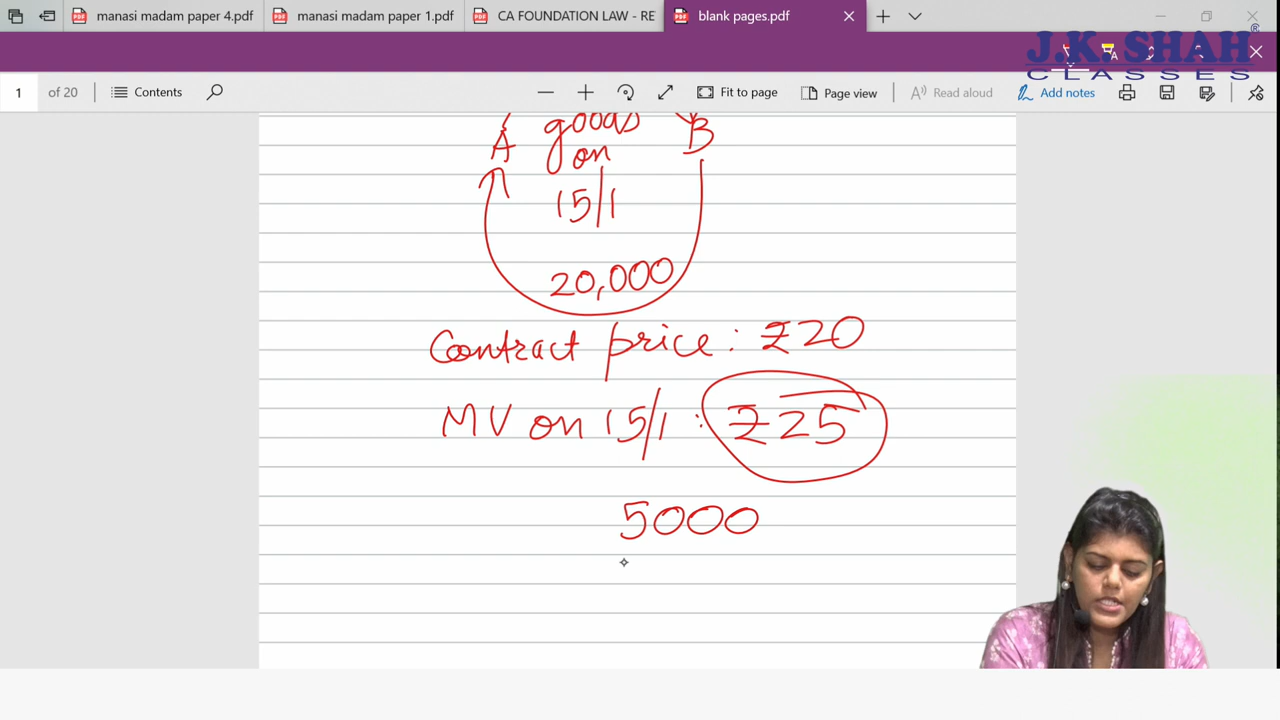 manasi madam paper 4.pdf
manasi madam paper 1.pdf
CA FOUNDATION LAW - RE
blank pages.pdf
J.K. SHAH®
CLASSES
1 of 20
Contents
Fit to page
Page view
Read aloud
Add notes
A goods B
on
15/1
20,000
Contract price : ₹20
MV on 15/1 : ₹25
5000